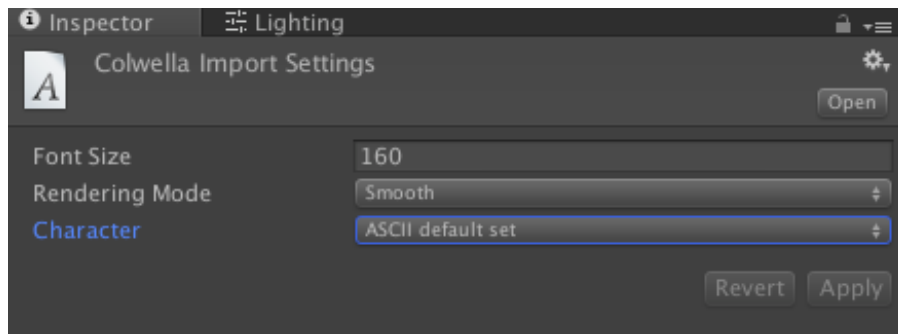 Inspector Lighting
Colwella Import Settings
A
Open
Font Size 160
Rendering Mode Smooth
Character ASCII default set
Revert Apply